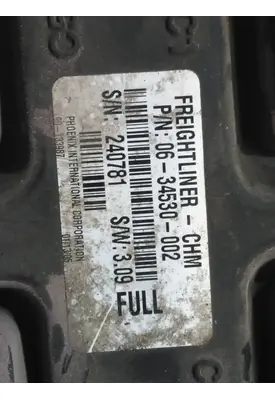 FREIGHTLINER - CHM
P/N: 06-34530-002
S/N: 240781 S/W: 3.09
FULL
PHOENIX INTERNATIONAL CORPORATION